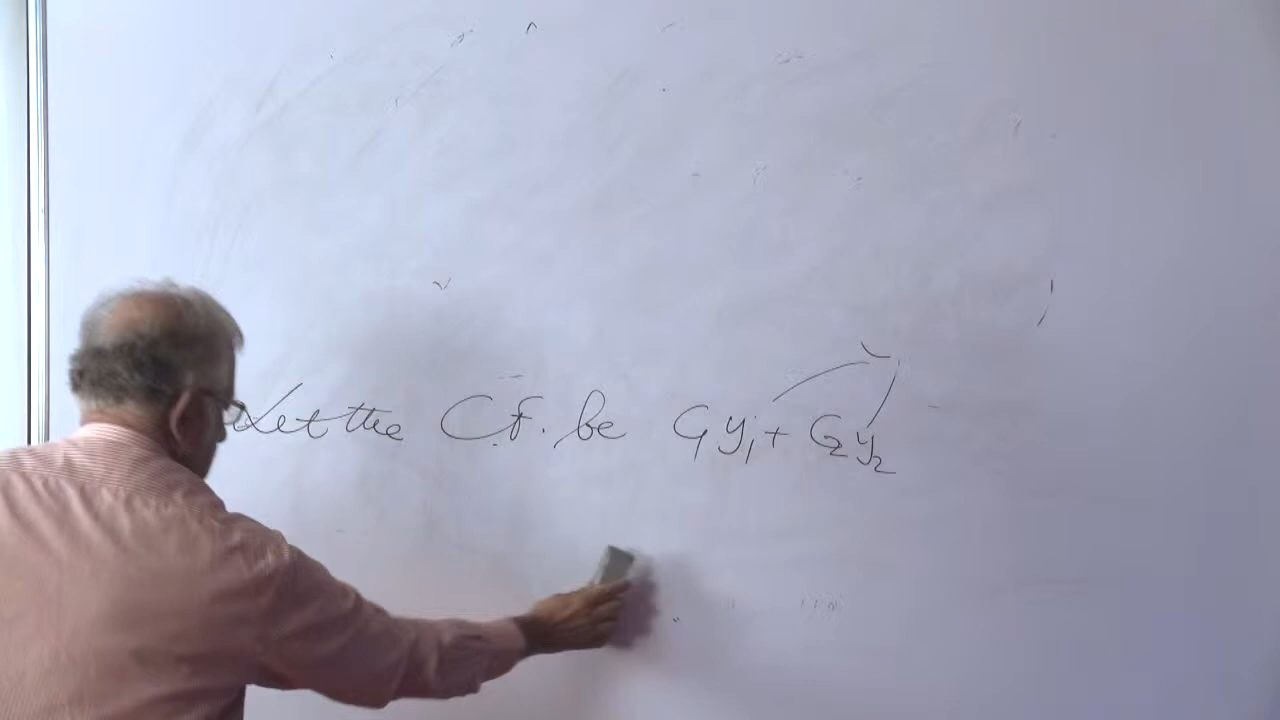 Let the C.F. be C₁y₁ + C₂y₂